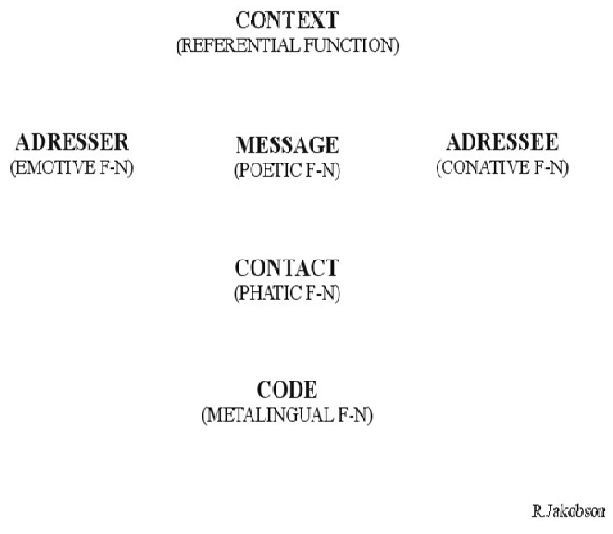 CONTEXT
(REFERENTIAL FUNCTION)
ADRESSER MESSAGE ADRESSEE
(EMOTIVE F-N) (POETIC F-N) (CONATIVE F-N)
CONTACT
(PHATIC F-N)
CODE
(METALINGUAL F-N)
R.Jakobson